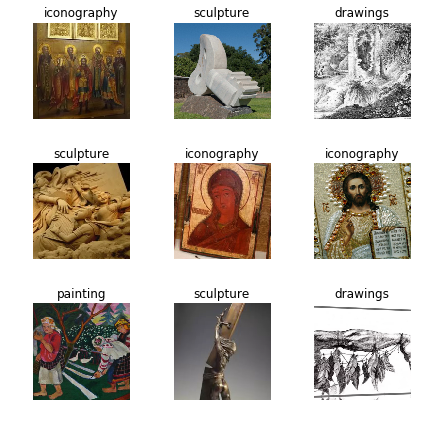 iconography
sculpture
drawings
sculpture
iconography
iconography
painting
sculpture
drawings